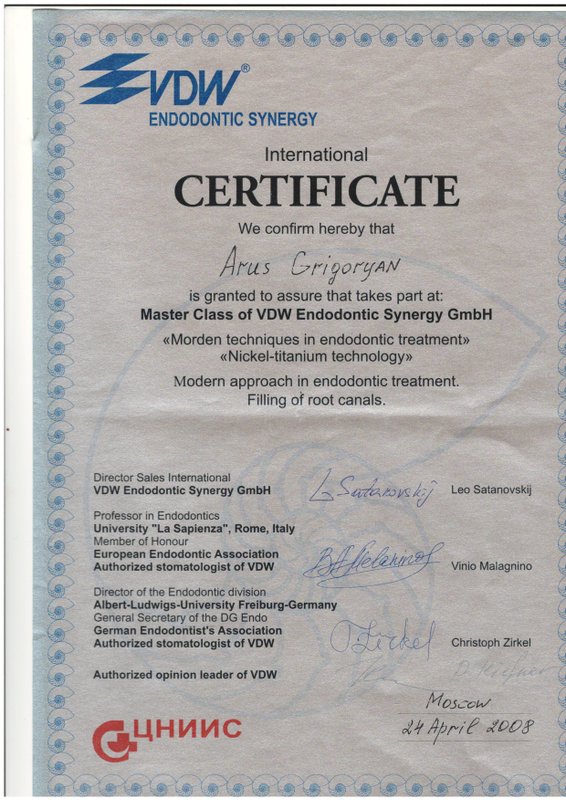 VDW®
ENDODONTIC SYNERGY
International
CERTIFICATE
We confirm hereby that
Arus Grigoryan
is granted to assure that takes part at:
Master Class of VDW Endodontic Synergy GmbH
«Morden techniques in endodontic treatment»
«Nickel-titanium technology»
Modern approach in endodontic treatment.
Filling of root canals.
Director Sales International
VDW Endodontic Synergy GmbH
L Satanovskij
Leo Satanovskij
Professor in Endodontics
University "La Sapienza", Rome, Italy
Member of Honour
European Endodontic Association
Authorized stomatologist of VDW
Vinio Malagnino
Director of the Endodontic division
Albert-Ludwigs-University Freiburg-Germany
General Secretary of the DG Endo
German Endodontist's Association
Authorized stomatologist of VDW
Zirkel
Christoph Zirkel
Authorized opinion leader of VDW
Moscow
24 April 2008
ЦНИИС